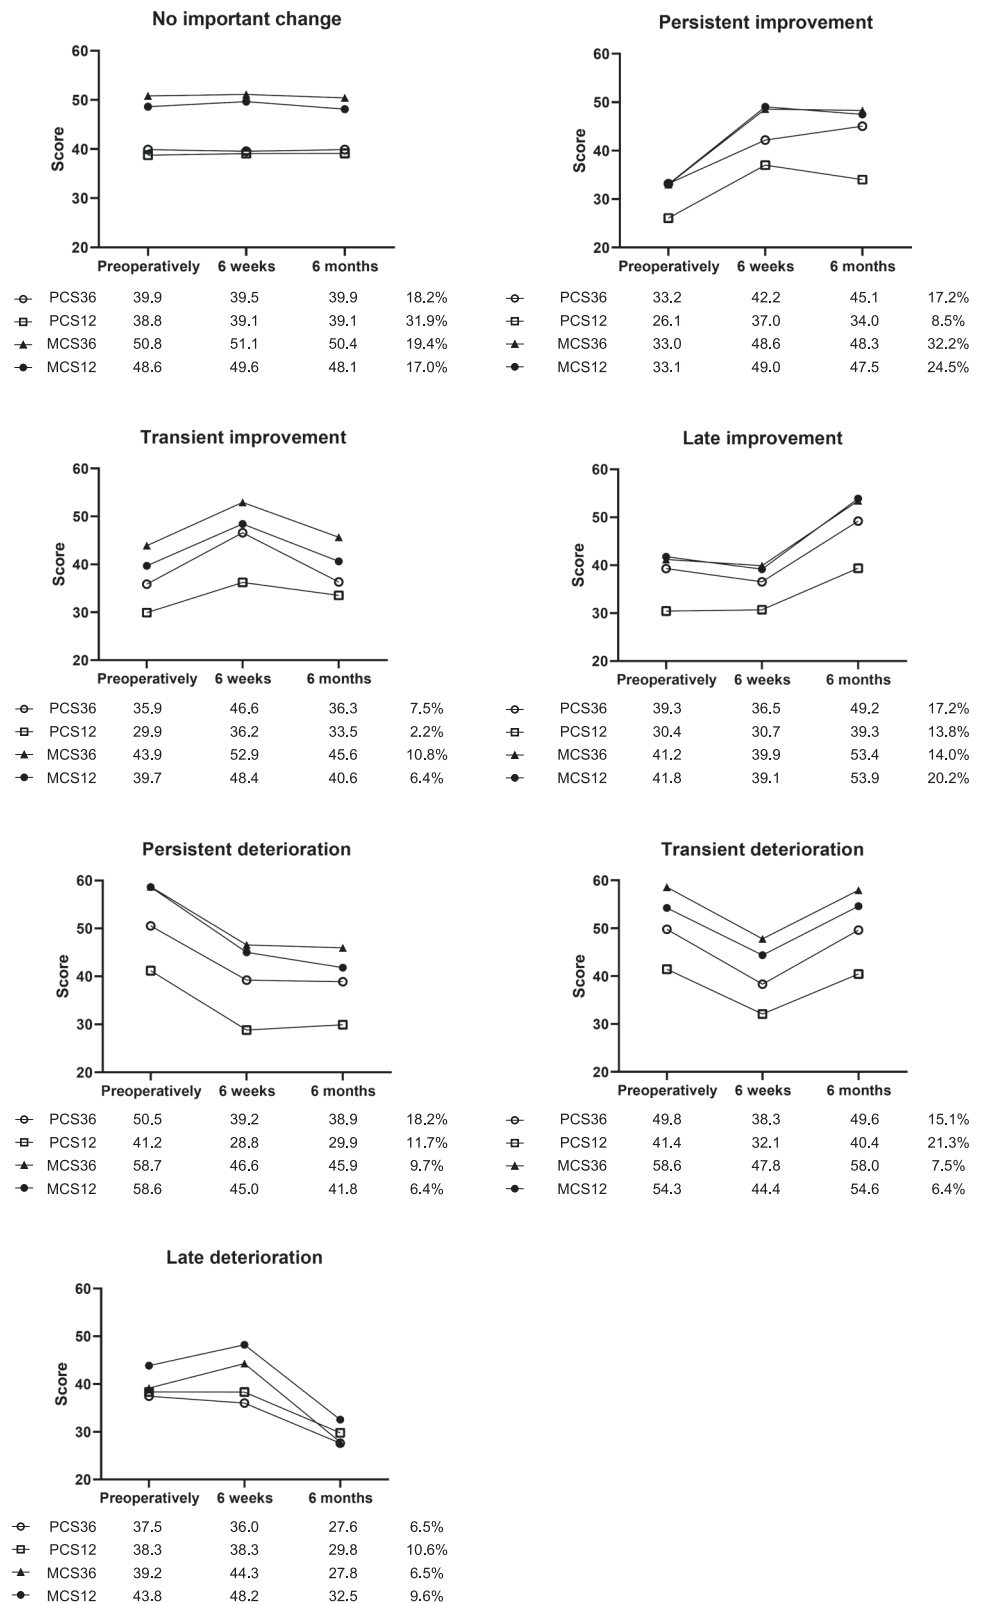 No important change
60
50
40
30
20
Score
Preoperatively 6 weeks 6 months
PCS36 39.9 39.5 39.9 18.2%
PCS12 38.8 39.1 39.1 31.9%
MCS36 50.8 51.1 50.4 19.4%
MCS12 48.6 49.6 48.1 17.0%
Persistent improvement
60
50
40
30
20
Score
Preoperatively 6 weeks 6 months
PCS36 33.2 42.2 45.1 17.2%
PCS12 26.1 37.0 34.0 8.5%
MCS36 33.0 48.6 48.3 32.2%
MCS12 33.1 49.0 47.5 24.5%
Transient improvement
60
50
40
30
20
Score
Preoperatively 6 weeks 6 months
PCS36 35.9 46.6 36.3 7.5%
PCS12 29.9 36.2 33.5 2.2%
MCS36 43.9 52.9 45.6 10.8%
MCS12 39.7 48.4 40.6 6.4%
Late improvement
60
50
40
30
20
Score
Preoperatively 6 weeks 6 months
PCS36 39.3 36.5 49.2 17.2%
PCS12 30.4 30.7 39.3 13.8%
MCS36 41.2 39.9 53.4 14.0%
MCS12 41.8 39.1 53.9 20.2%
Persistent deterioration
60
50
40
30
20
Score
Preoperatively 6 weeks 6 months
PCS36 50.5 39.2 38.9 18.2%
PCS12 41.2 28.8 29.9 11.7%
MCS36 58.7 46.6 45.9 9.7%
MCS12 58.6 45.0 41.8 6.4%
Transient deterioration
60
50
40
30
20
Score
Preoperatively 6 weeks 6 months
PCS36 49.8 38.3 49.6 15.1%
PCS12 41.4 32.1 40.4 21.3%
MCS36 58.6 47.8 58.0 7.5%
MCS12 54.3 44.4 54.6 6.4%
Late deterioration
60
50
40
30
20
Score
Preoperatively 6 weeks 6 months
PCS36 37.5 36.0 27.6 6.5%
PCS12 38.3 38.3 29.8 10.6%
MCS36 39.2 44.3 27.8 6.5%
MCS12 43.8 48.2 32.5 9.6%